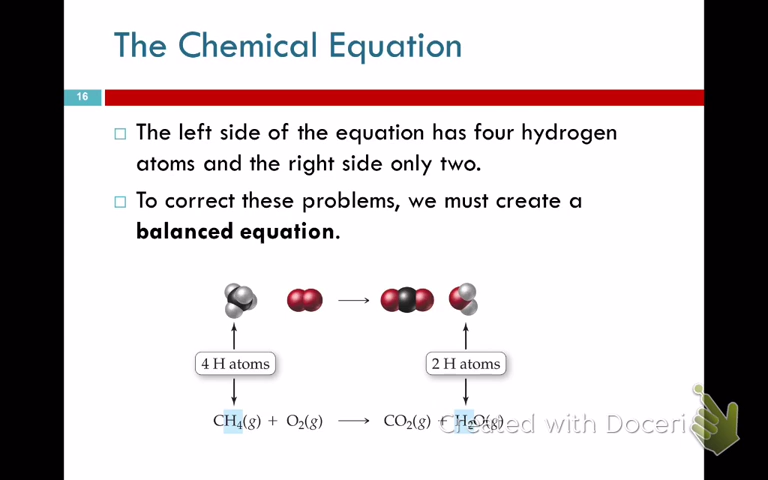 The Chemical Equation
16
The left side of the equation has four hydrogen
atoms and the right side only two.
To correct these problems, we must create a
balanced equation.
4 H atoms
2 H atoms
CH₄(g) + O₂(g) ⟶ CO₂(g) + H₂O(g)
Created with Doceri